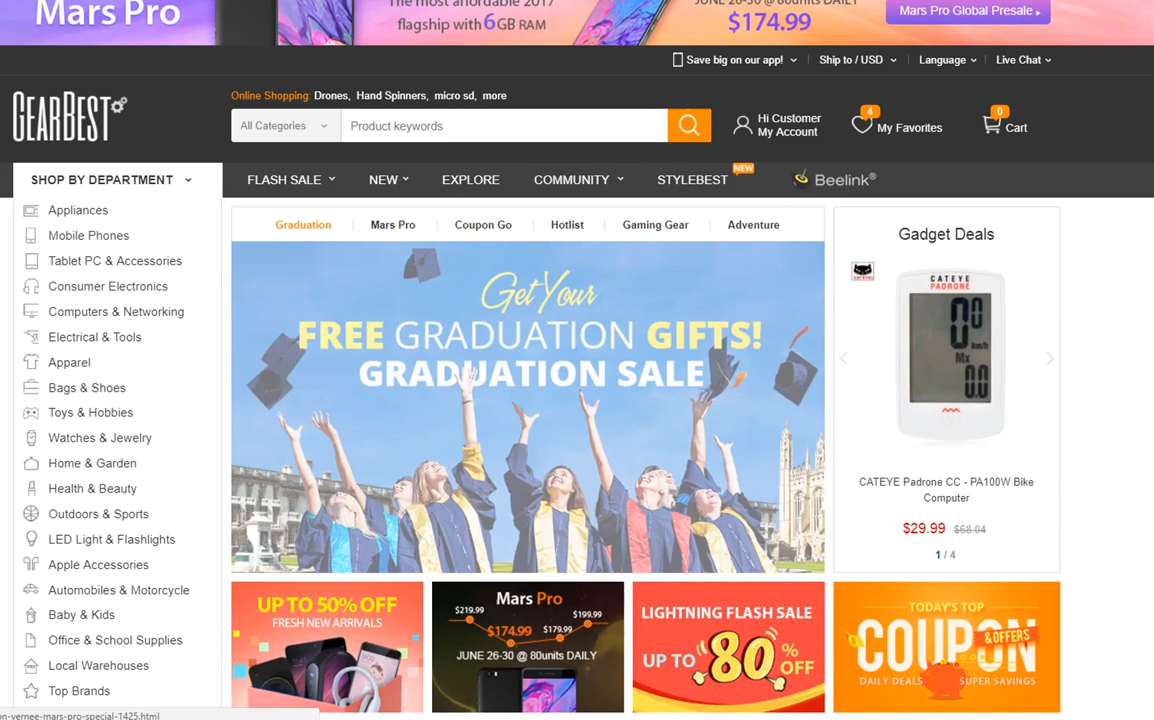 Mars Pro
The most affordable 2017
flagship with 6 GB RAM
JUNE 26-30 @ 80units DAILY
$174.99
Mars Pro Global Presale
Save big on our app!
Ship to / USD
Language
Live Chat
GEARBEST
Online Shopping: Drones, Hand Spinners, micro sd, more
All Categories
Product keywords
Hi Customer
My Account
4
My Favorites
0
Cart
SHOP BY DEPARTMENT
FLASH SALE
NEW
EXPLORE
COMMUNITY
STYLEBEST
NEW
Beelink®
Appliances
Mobile Phones
Tablet PC & Accessories
Consumer Electronics
Computers & Networking
Electrical & Tools
Apparel
Bags & Shoes
Toys & Hobbies
Watches & Jewelry
Home & Garden
Health & Beauty
Outdoors & Sports
LED Light & Flashlights
Apple Accessories
Automobiles & Motorcycle
Baby & Kids
Office & School Supplies
Local Warehouses
Top Brands
Graduation
Mars Pro
Coupon Go
Hotlist
Gaming Gear
Adventure
Get Your
FREE GRADUATION GIFTS!
GRADUATION SALE
Gadget Deals
CATEYE
PADRONE
km/h
Mx
0.0
CATEYE Padrone CC - PA100W Bike
Computer
$29.99 $68.04
1 / 4
UP TO 50% OFF
FRESH NEW ARRIVALS
Mars Pro
$219.99
$174.99
$179.99
$199.99
JUNE 26-30 @ 80units DAILY
LIGHTNING FLASH SALE
UP TO 80% OFF
TODAY'S TOP
COUPON
& OFFERS
DAILY DEALS
SUPER SAVINGS
on-vernee-mars-pro-special-1425.html